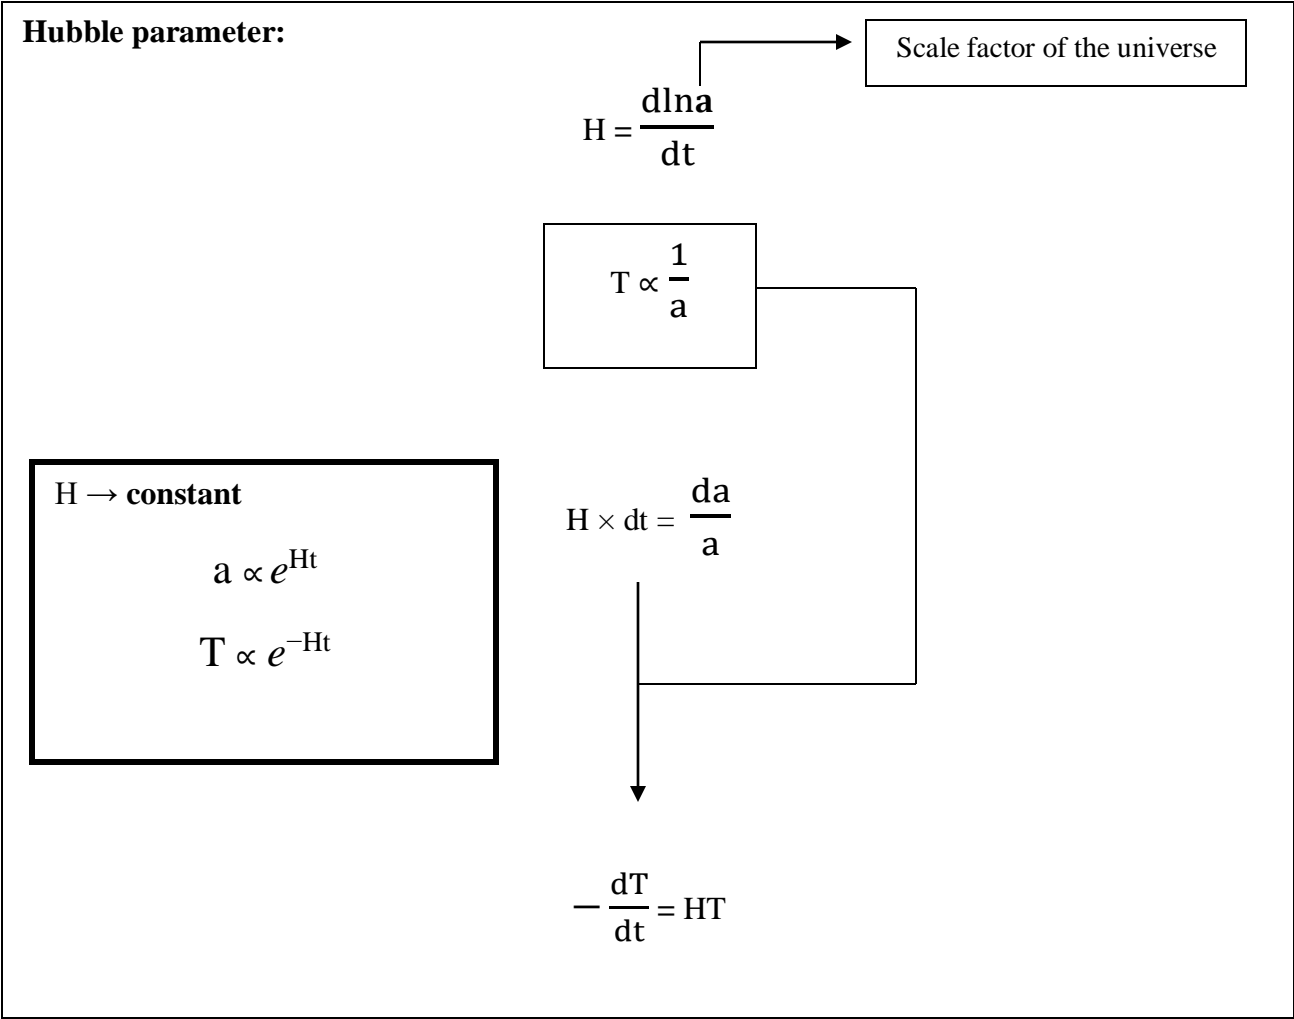 Hubble parameter:
Scale factor of the universe
H = dlna/dt
T ∝ 1/a
H → constant
a ∝ e^Ht
T ∝ e^−Ht
H × dt = da/a
− dT/dt = HT